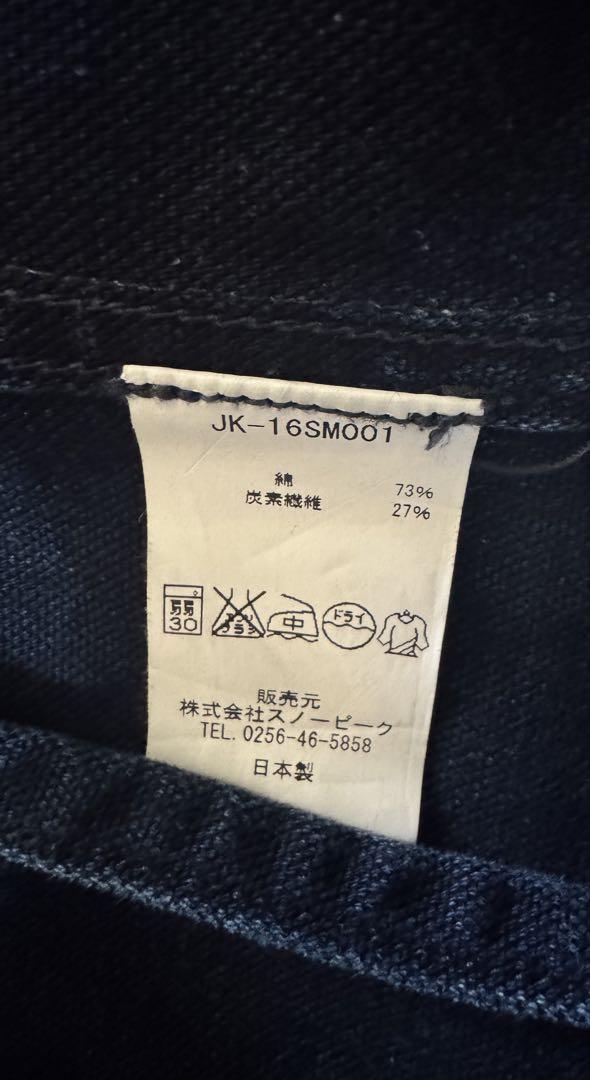 JK-16SM001
綿 73%
炭素繊維 27%
弱
30
中
ドライ
販売元
株式会社スノーピーク
TEL. 0256-46-5858
日本製